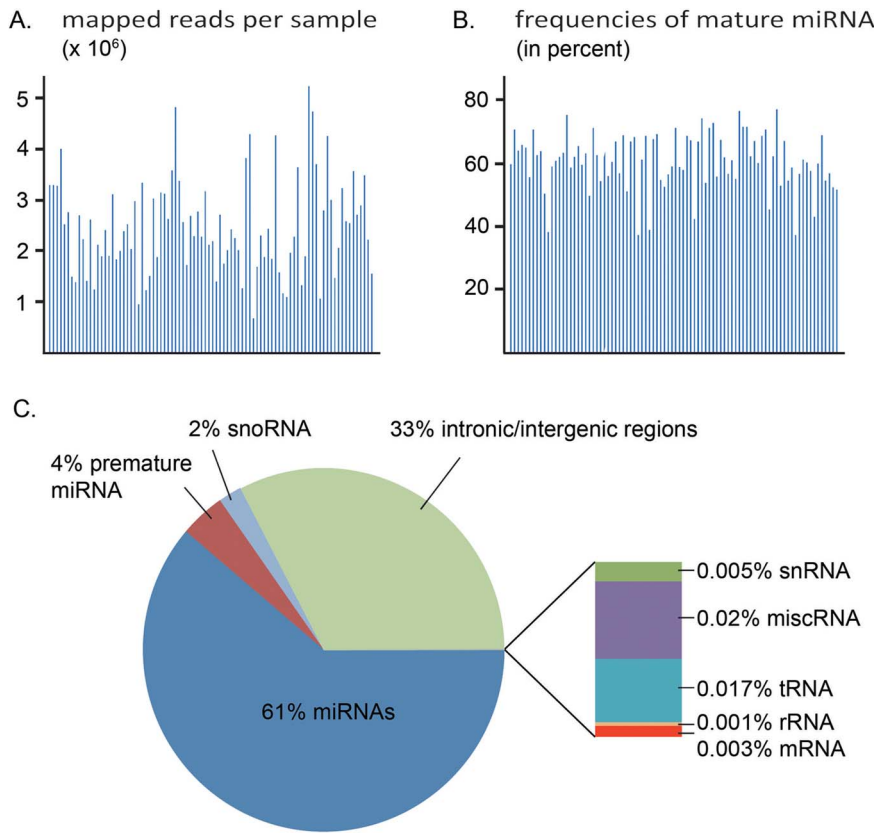 A. mapped reads per sample
(x 10⁶)
5
4
3
2
1
B. frequencies of mature miRNA
(in percent)
80
60
40
20
C.
2% snoRNA
33% intronic/intergenic regions
4% premature
miRNA
61% miRNAs
0.005% snRNA
0.02% miscRNA
0.017% tRNA
0.001% rRNA
0.003% mRNA